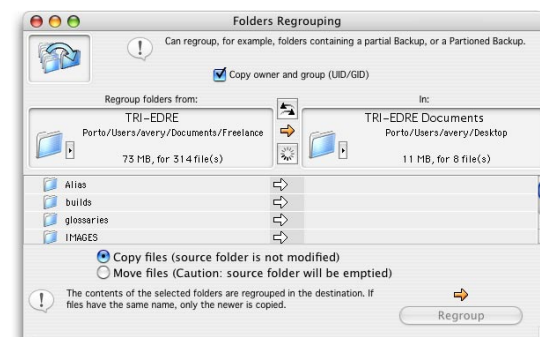 Folders Regrouping
Can regroup, for example, folders containing a partial Backup, or a Partioned Backup.
Copy owner and group (UID/GID)
Regroup folders from:
In:
TRI-EDRE
Porto/Users/avery/Documents/Freelance
73 MB, for 314 file(s)
TRI-EDRE Documents
Porto/Users/avery/Desktop
11 MB, for 8 file(s)
Alias
builds
glossaries
IMAGES
Copy files (source folder is not modified)
Move files (Caution: source folder will be emptied)
The contents of the selected folders are regrouped in the destination. If
files have the same name, only the newer is copied.
Regroup